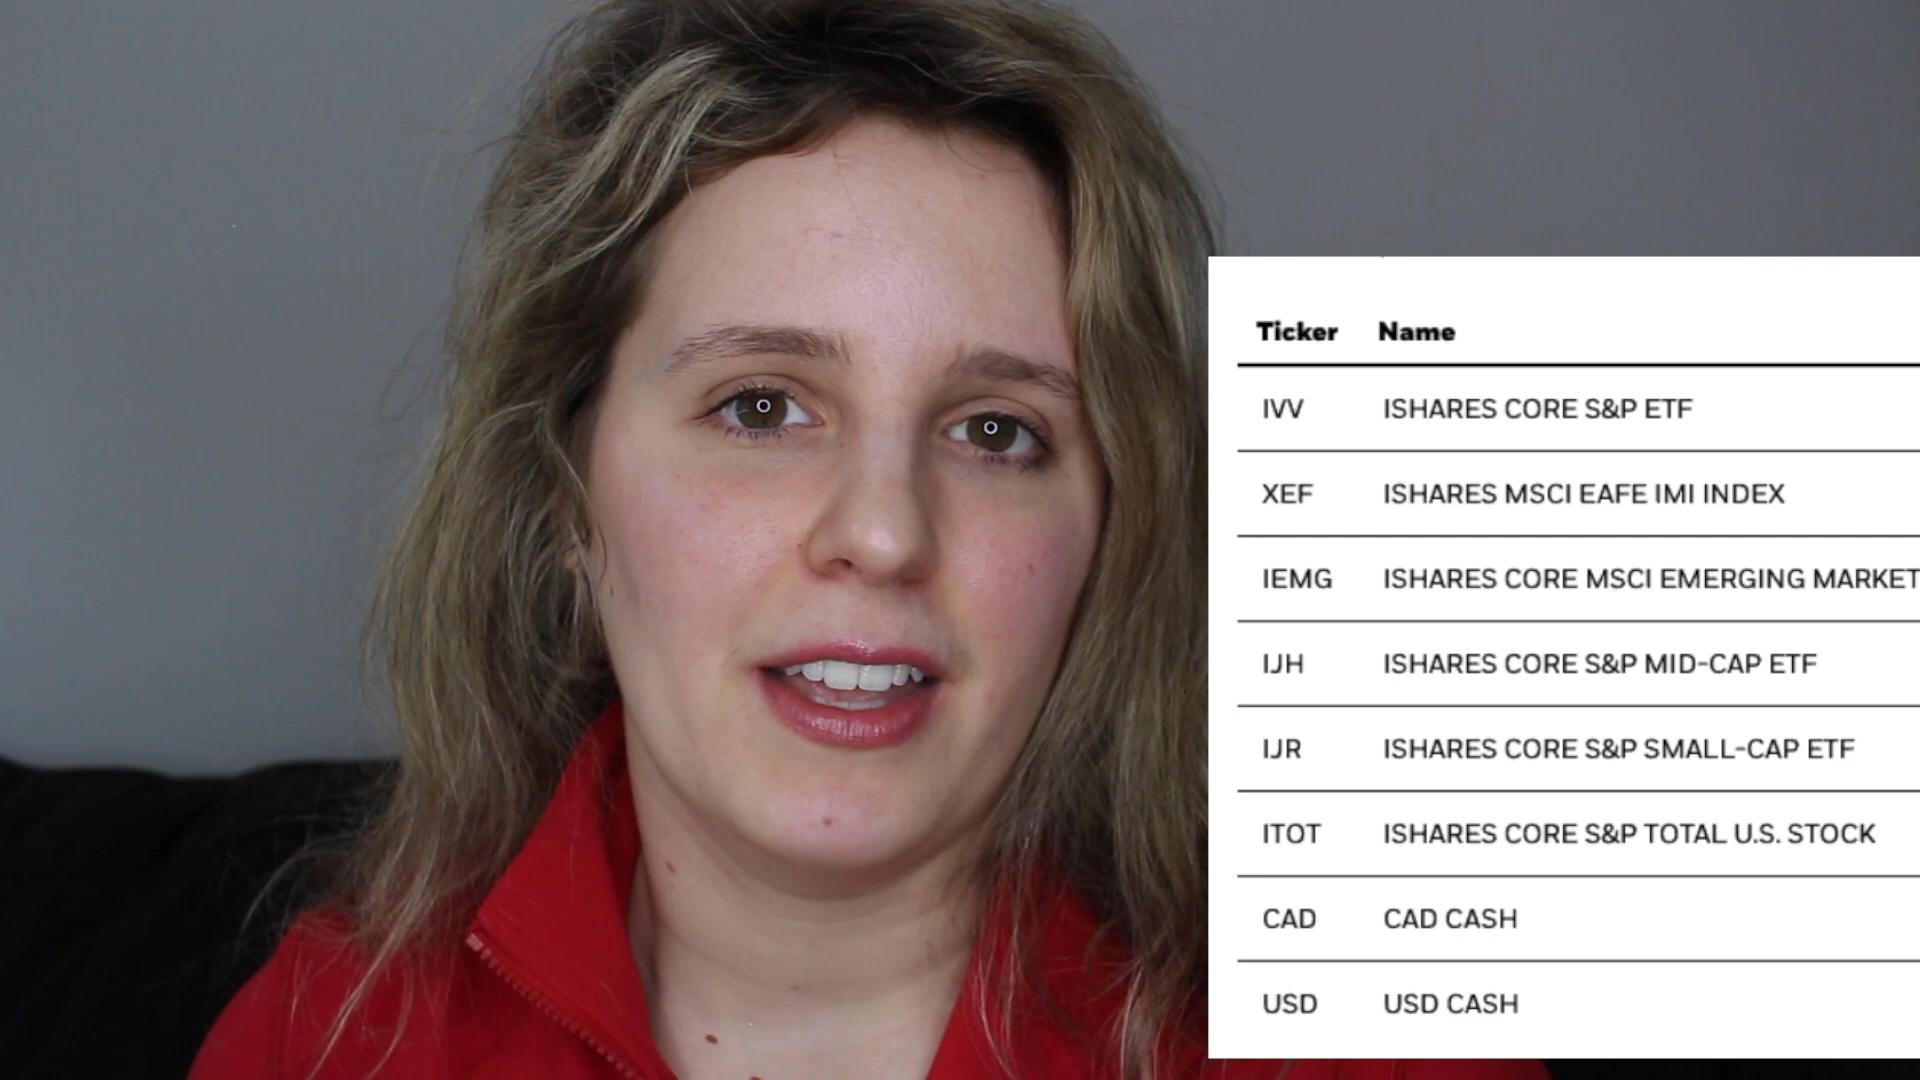 Ticker Name
IVV ISHARES CORE S&P ETF
XEF ISHARES MSCI EAFE IMI INDEX
IEMG ISHARES CORE MSCI EMERGING MARKET
IJH ISHARES CORE S&P MID-CAP ETF
IJR ISHARES CORE S&P SMALL-CAP ETF
ITOT ISHARES CORE S&P TOTAL U.S. STOCK
CAD CAD CASH
USD USD CASH